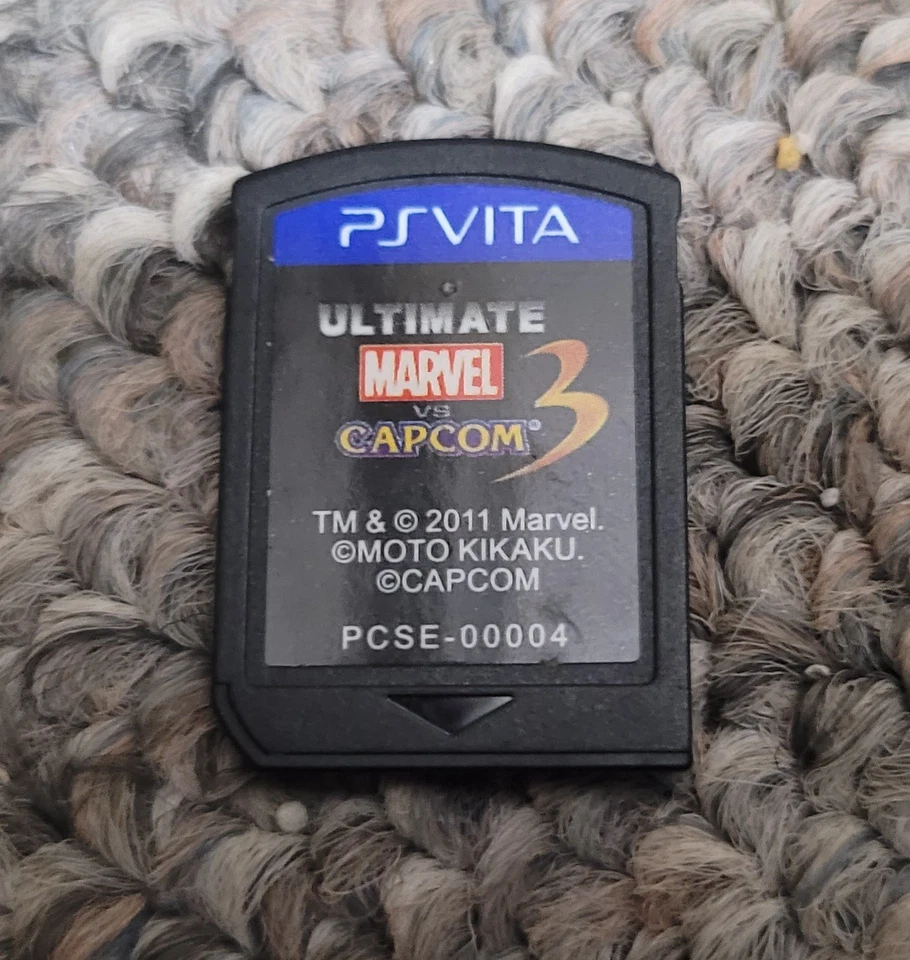 PSVITA
ULTIMATE
MARVEL
VS
CAPCOM® 3
TM & © 2011 Marvel.
©MOTO KIKAKU.
©CAPCOM
PCSE-00004